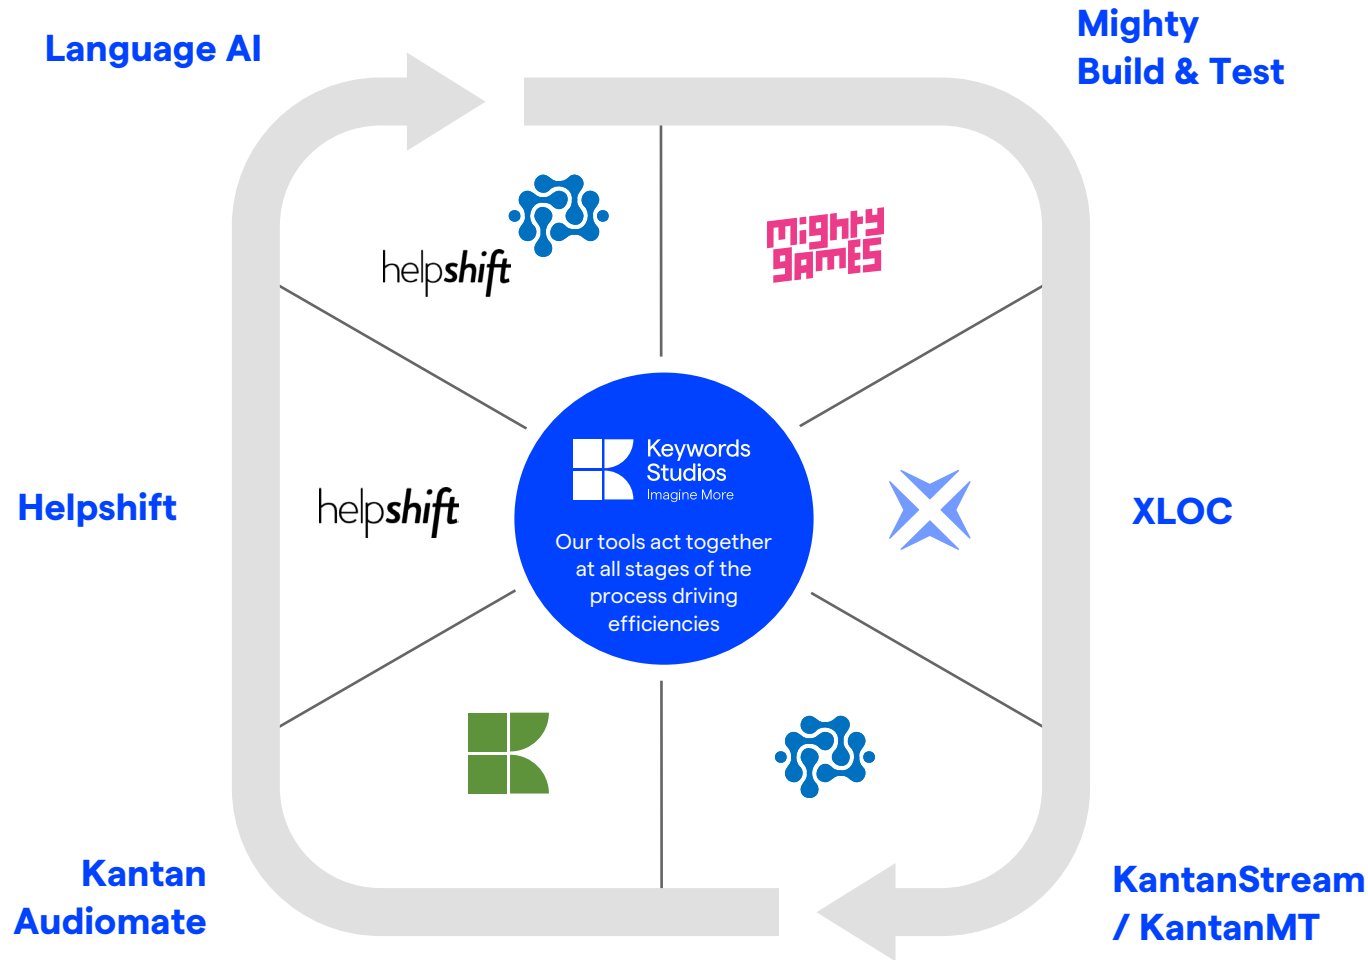 Language AI
Mighty
Build & Test
mighty
games
helpshift
Keywords
Studios
Imagine More
Our tools act together
at all stages of the
process driving
efficiencies
Helpshift
helpshift
XLOC
Kantan
Audiomate
KantanStream
/ KantanMT